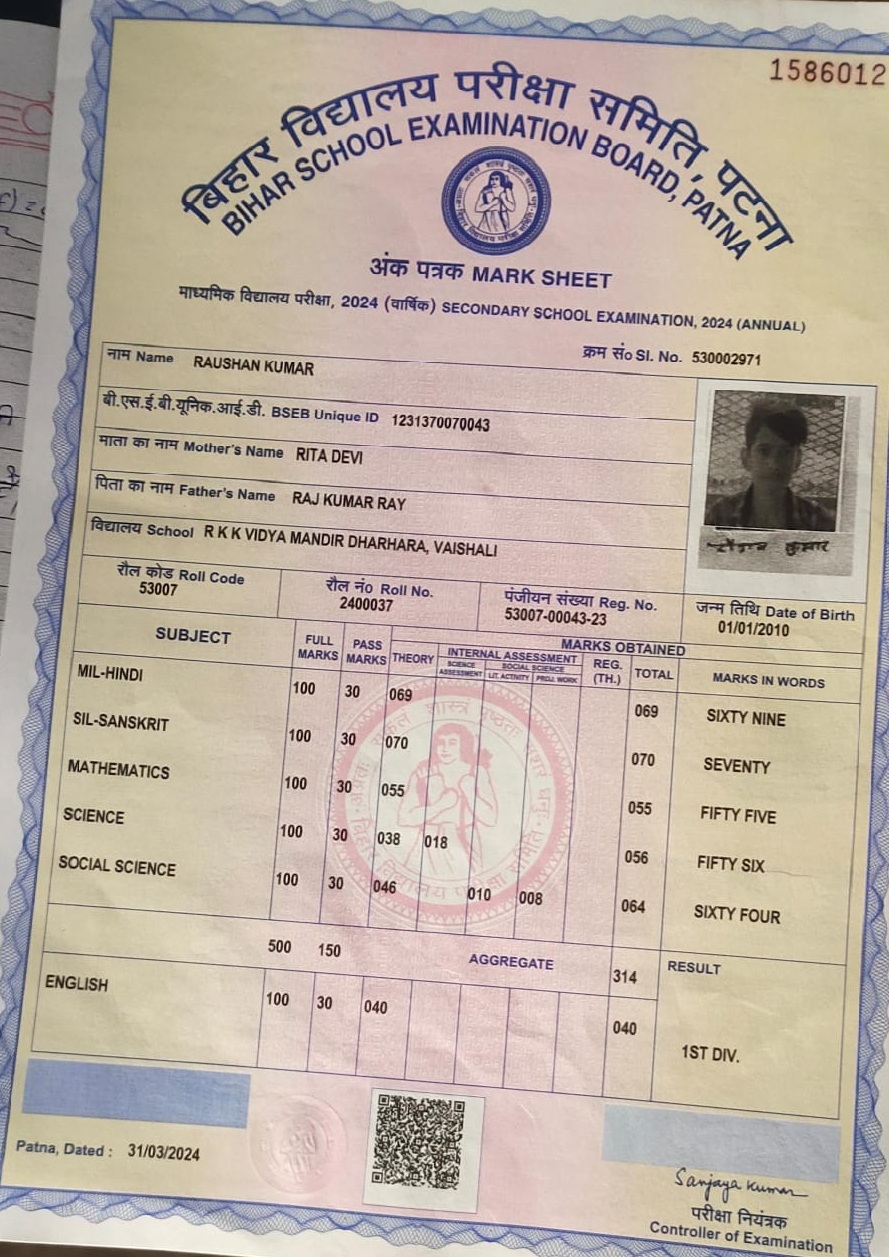 1586012
बिहार विद्यालय परीक्षा समिति, पटना
BIHAR SCHOOL EXAMINATION BOARD, PATNA
अंक पत्रक MARK SHEET
माध्यमिक विद्यालय परीक्षा, 2024 (वार्षिक) SECONDARY SCHOOL EXAMINATION, 2024 (ANNUAL)
क्रम सं० Sl. No. 530002971
नाम Name RAUSHAN KUMAR
बी.एस.ई.बी.यूनिक.आई.डी. BSEB Unique ID 1231370070043
माता का नाम Mother's Name RITA DEVI
पिता का नाम Father's Name RAJ KUMAR RAY
विद्यालय School R K K VIDYA MANDIR DHARHARA, VAISHALI
कुमार
रौल कोड Roll Code रौल नं० Roll No. पंजीयन संख्या Reg. No. जन्म तिथि Date of Birth
53007 2400037 53007-00043-23 01/01/2010
SUBJECT FULL MARKS PASS MARKS THEORY MARKS OBTAINED
INTERNAL ASSESSMENT REG. (TH.) TOTAL MARKS IN WORDS
SCIENCE ASSESSMENT SOCIAL SCIENCE
LIT. ACTIVITY PROJ. WORK
MIL-HINDI 100 30 069 069 SIXTY NINE
SIL-SANSKRIT 100 30 070 070 SEVENTY
MATHEMATICS 100 30 055 055 FIFTY FIVE
SCIENCE 100 30 038 018 056 FIFTY SIX
SOCIAL SCIENCE 100 30 046 010 008 064 SIXTY FOUR
500 150 AGGREGATE 314 RESULT
ENGLISH 100 30 040 040
1ST DIV.
Patna, Dated : 31/03/2024
Sanjaya Kumar
परीक्षा नियंत्रक
Controller of Examination